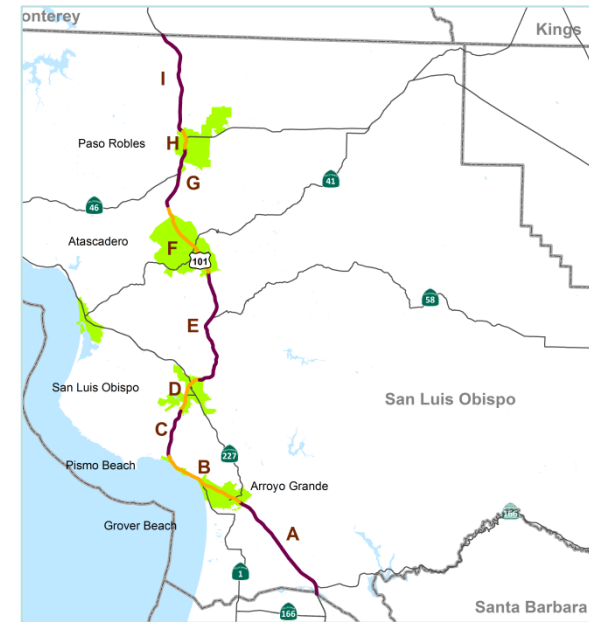 onterey
Kings
I
Paso Robles
H
G
41
46
Atascadero
F
101
58
E
San Luis Obispo
D
San Luis Obispo
C
227
Pismo Beach
B
Arroyo Grande
Grover Beach
A
166
1
166
Santa Barbara